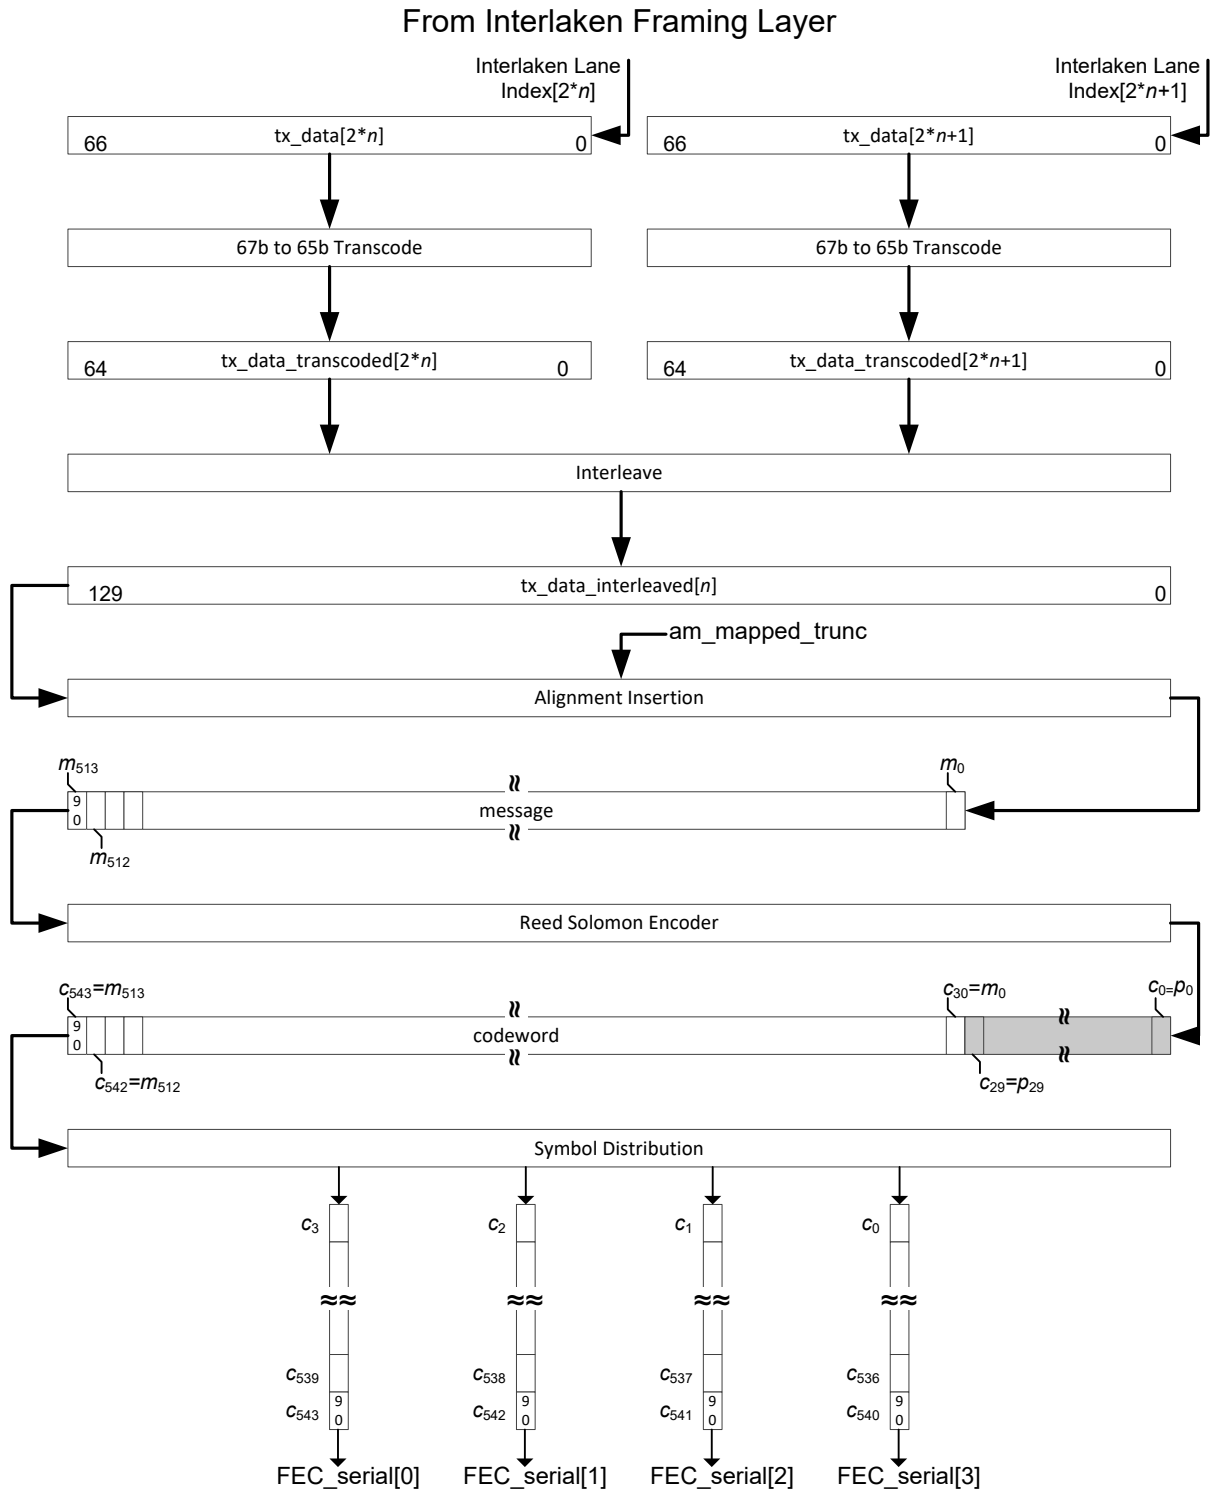 From Interlaken Framing Layer
Interlaken Lane
Index[2*n]
Interlaken Lane
Index[2*n+1]
66 tx_data[2*n] 0
66 tx_data[2*n+1] 0
67b to 65b Transcode
67b to 65b Transcode
64 tx_data_transcoded[2*n] 0
64 tx_data_transcoded[2*n+1] 0
Interleave
129 tx_data_interleaved[n] 0
am_mapped_trunc
Alignment Insertion
m513 m0
9
0
message
m512
Reed Solomon Encoder
c543=m513 c30=m0 c0=p0
9
0
codeword
c542=m512 c29=p29
Symbol Distribution
c3 c2 c1 c0
c539 c538 c537 c536
c543 9 0 c542 9 0 c541 9 0 c540 9 0
FEC_serial[0] FEC_serial[1] FEC_serial[2] FEC_serial[3]